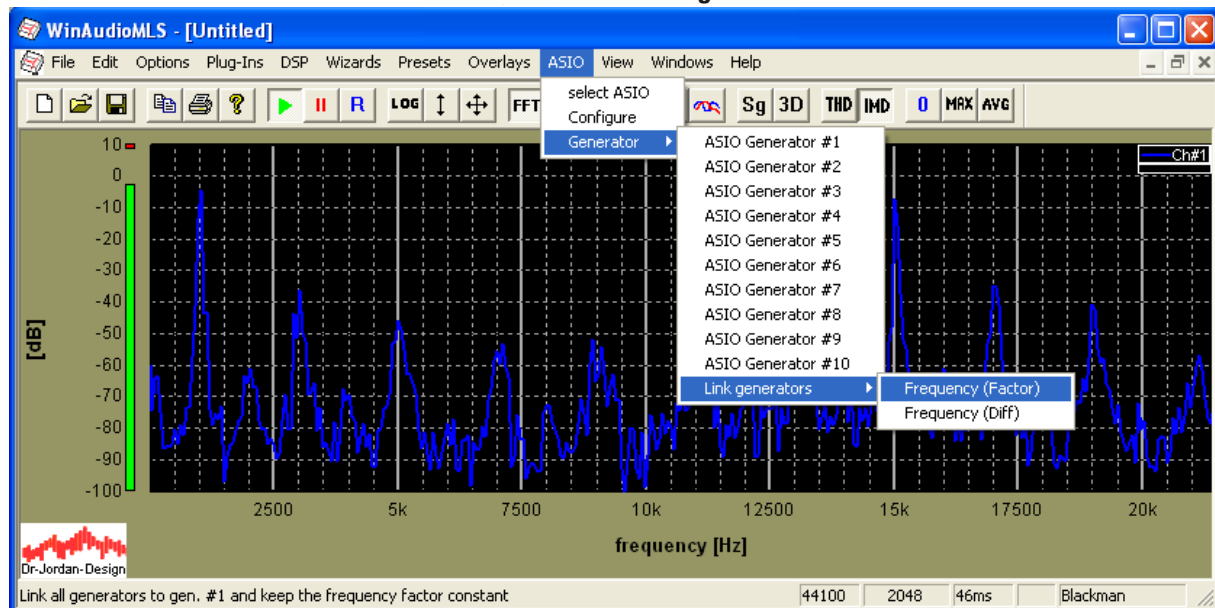 WinAudioMLS - [Untitled]
File Edit Options Plug-Ins DSP Wizards Presets Overlays ASIO View Windows Help
R LOG FFT Sg 3D THD IMD 0 MAX AVG
select ASIO
Configure
Generator
ASIO Generator #1
ASIO Generator #2
ASIO Generator #3
ASIO Generator #4
ASIO Generator #5
ASIO Generator #6
ASIO Generator #7
ASIO Generator #8
ASIO Generator #9
ASIO Generator #10
Link generators
Frequency (Factor)
Frequency (Diff)
Ch#1
[dB]
10
0
-10
-20
-30
-40
-50
-60
-70
-80
-90
-100
2500 5k 7500 10k 12500 15k 17500 20k
frequency [Hz]
Dr-Jordan-Design
Link all generators to gen. #1 and keep the frequency factor constant
44100 2048 46ms Blackman